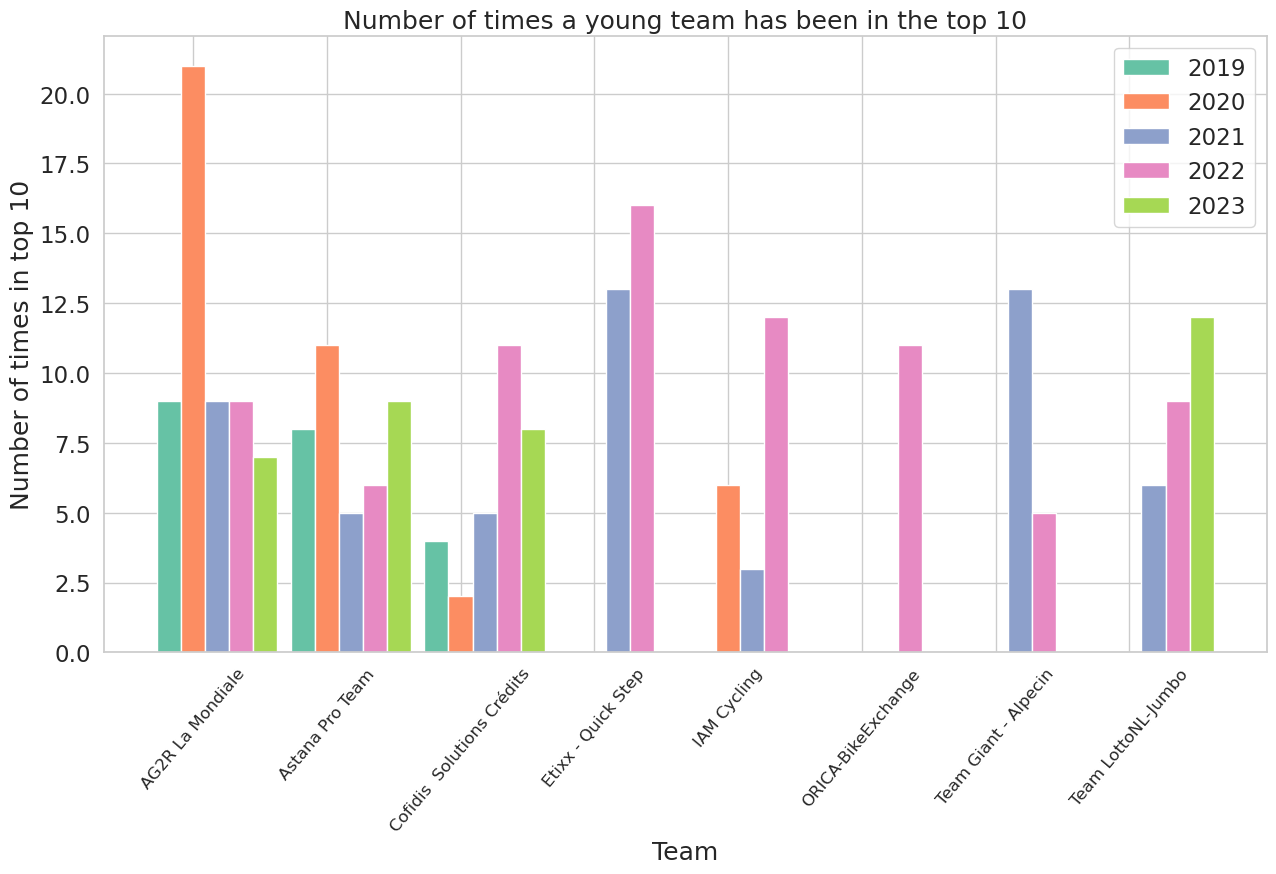 Number of times a young team has been in the top 10
2019
2020
2021
2022
2023
Number of times in top 10
20.0
17.5
15.0
12.5
10.0
7.5
5.0
2.5
0.0
AG2R La Mondiale
Astana Pro Team
Cofidis  Solutions Crédits
Etixx - Quick Step
IAM Cycling
ORICA-BikeExchange
Team Giant - Alpecin
Team LottoNL-Jumbo
Team